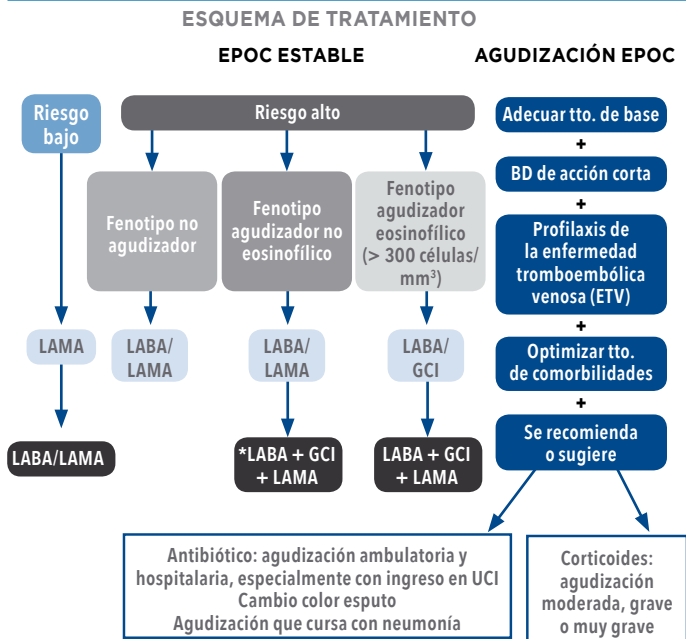 ESQUEMA DE TRATAMIENTO
EPOC ESTABLE
AGUDIZACIÓN EPOC
Riesgo
bajo
Riesgo alto
Fenotipo no
agudizador
Fenotipo
agudizador no
eosinofílico
Fenotipo
agudizador
eosinofílico
(> 300 células/
mm³)
LAMA
LABA/
LAMA
LABA/
LAMA
LABA/
GCI
LABA/LAMA
*LABA + GCI
+ LAMA
LABA + GCI
+ LAMA
Adecuar tto. de base
+
BD de acción corta
+
Profilaxis de
la enfermedad
tromboembólica
venosa (ETV)
+
Optimizar tto.
de comorbilidades
+
Se recomienda
o sugiere
Antibiótico: agudización ambulatoria y
hospitalaria, especialmente con ingreso en UCI
Cambio color esputo
Agudización que cursa con neumonía
Corticoides:
agudización
moderada, grave
o muy grave